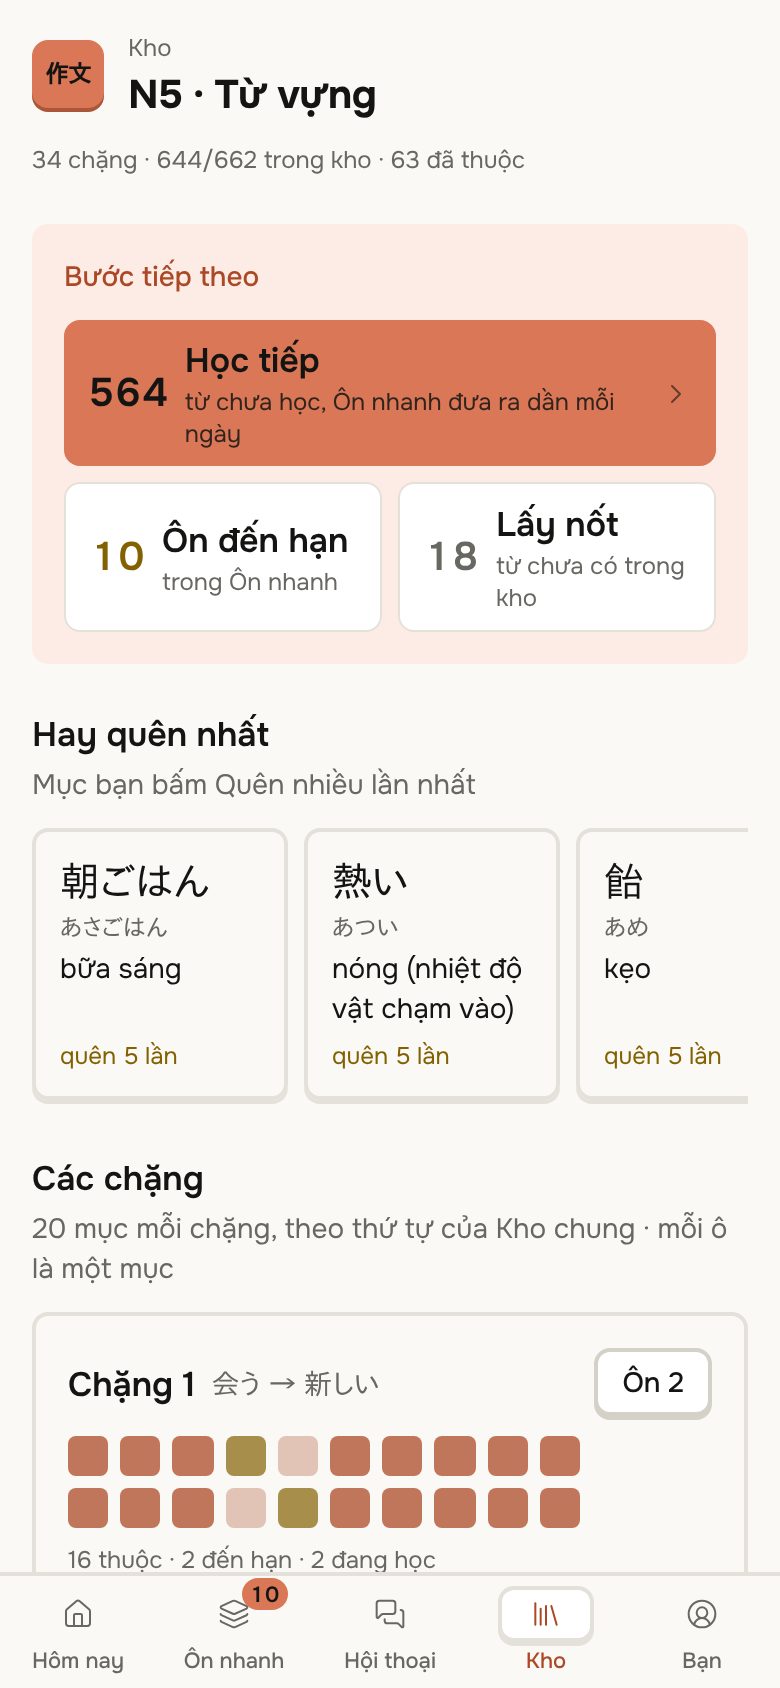 作文
Kho
N5 · Từ vựng
34 chặng · 644/662 trong kho · 63 đã thuộc
Bước tiếp theo
564
Học tiếp
từ chưa học, Ôn nhanh đưa ra dần mỗi
ngày
10
Ôn đến hạn
trong Ôn nhanh
18
Lấy nốt
từ chưa có trong
kho
Hay quên nhất
Mục bạn bấm Quên nhiều lần nhất
朝ごはん
あさごはん
bữa sáng
quên 5 lần
熱い
あつい
nóng (nhiệt độ
vật chạm vào)
quên 5 lần
飴
あめ
kẹo
quên 5 lần
Các chặng
20 mục mỗi chặng, theo thứ tự của Kho chung · mỗi ô
là một mục
Chặng 1 会う → 新しい
Ôn 2
16 thuộc · 2 đến hạn · 2 đang học
10
Hôm nay
Ôn nhanh
Hội thoại
Kho
Bạn